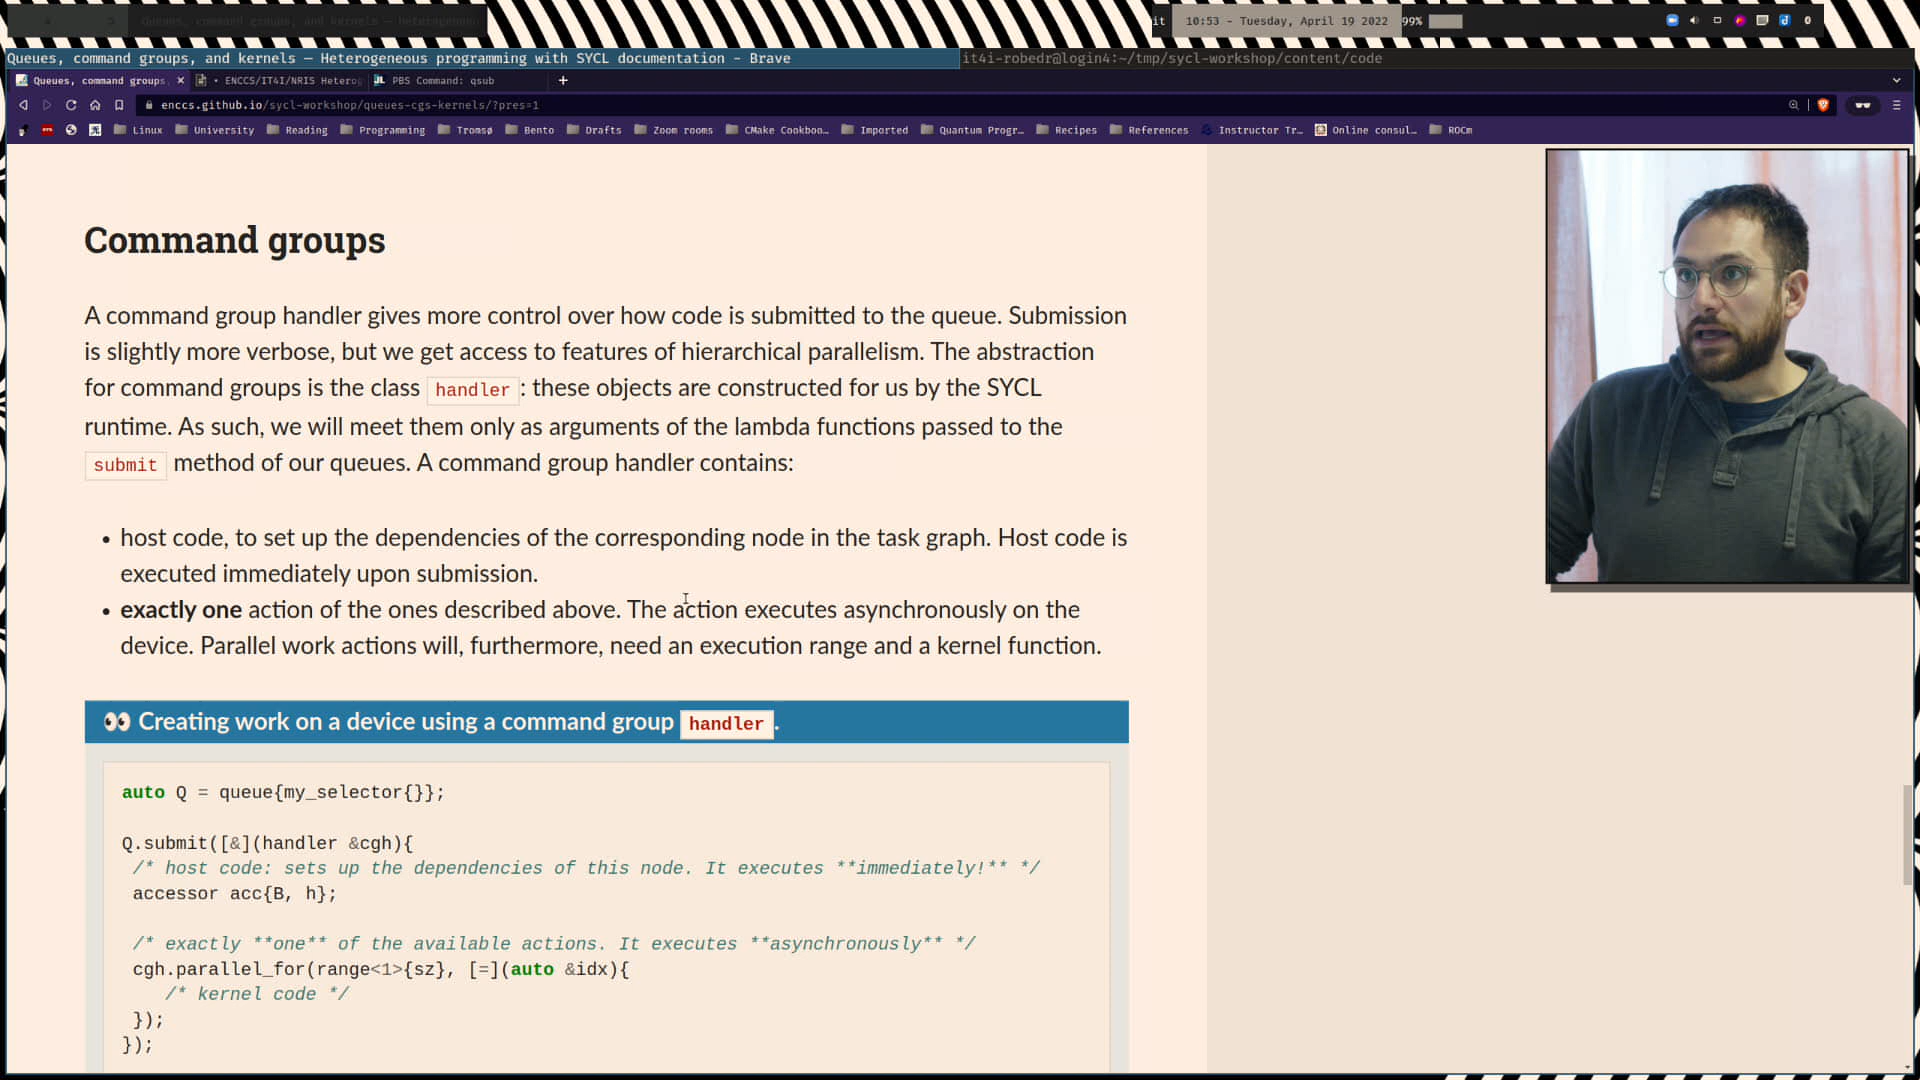 it 10:53 - Tuesday, April 19 2022 99%
Queues, command groups, and kernels — Heterogeneous programming with SYCL documentation - Brave
it4i-robedr@login4:~/tmp/sycl-workshop/content/code
Queues, command groups,
• ENCCS/IT4I/NRIS Heterog
PBS Command: qsub
enccs.github.io/sycl-workshop/queues-cgs-kernels/?pres=1
Linux University Reading Programming Tromsø Bento Drafts Zoom rooms CMake Cookboo… Imported Quantum Progr… Recipes References Instructor Tr… Online consul… ROCm
Command groups
A command group handler gives more control over how code is submitted to the queue. Submission
is slightly more verbose, but we get access to features of hierarchical parallelism. The abstraction
for command groups is the class handler: these objects are constructed for us by the SYCL
runtime. As such, we will meet them only as arguments of the lambda functions passed to the
submit method of our queues. A command group handler contains:
• host code, to set up the dependencies of the corresponding node in the task graph. Host code is
executed immediately upon submission.
• exactly one action of the ones described above. The action executes asynchronously on the
device. Parallel work actions will, furthermore, need an execution range and a kernel function.
👀 Creating work on a device using a command group handler.
auto Q = queue{my_selector{}};
Q.submit([&](handler &cgh){
/* host code: sets up the dependencies of this node. It executes **immediately!** */
accessor acc{B, h};
/* exactly **one** of the available actions. It executes **asynchronously** */
cgh.parallel_for(range<1>{sz}, [=](auto &idx){
/* kernel code */
});
});